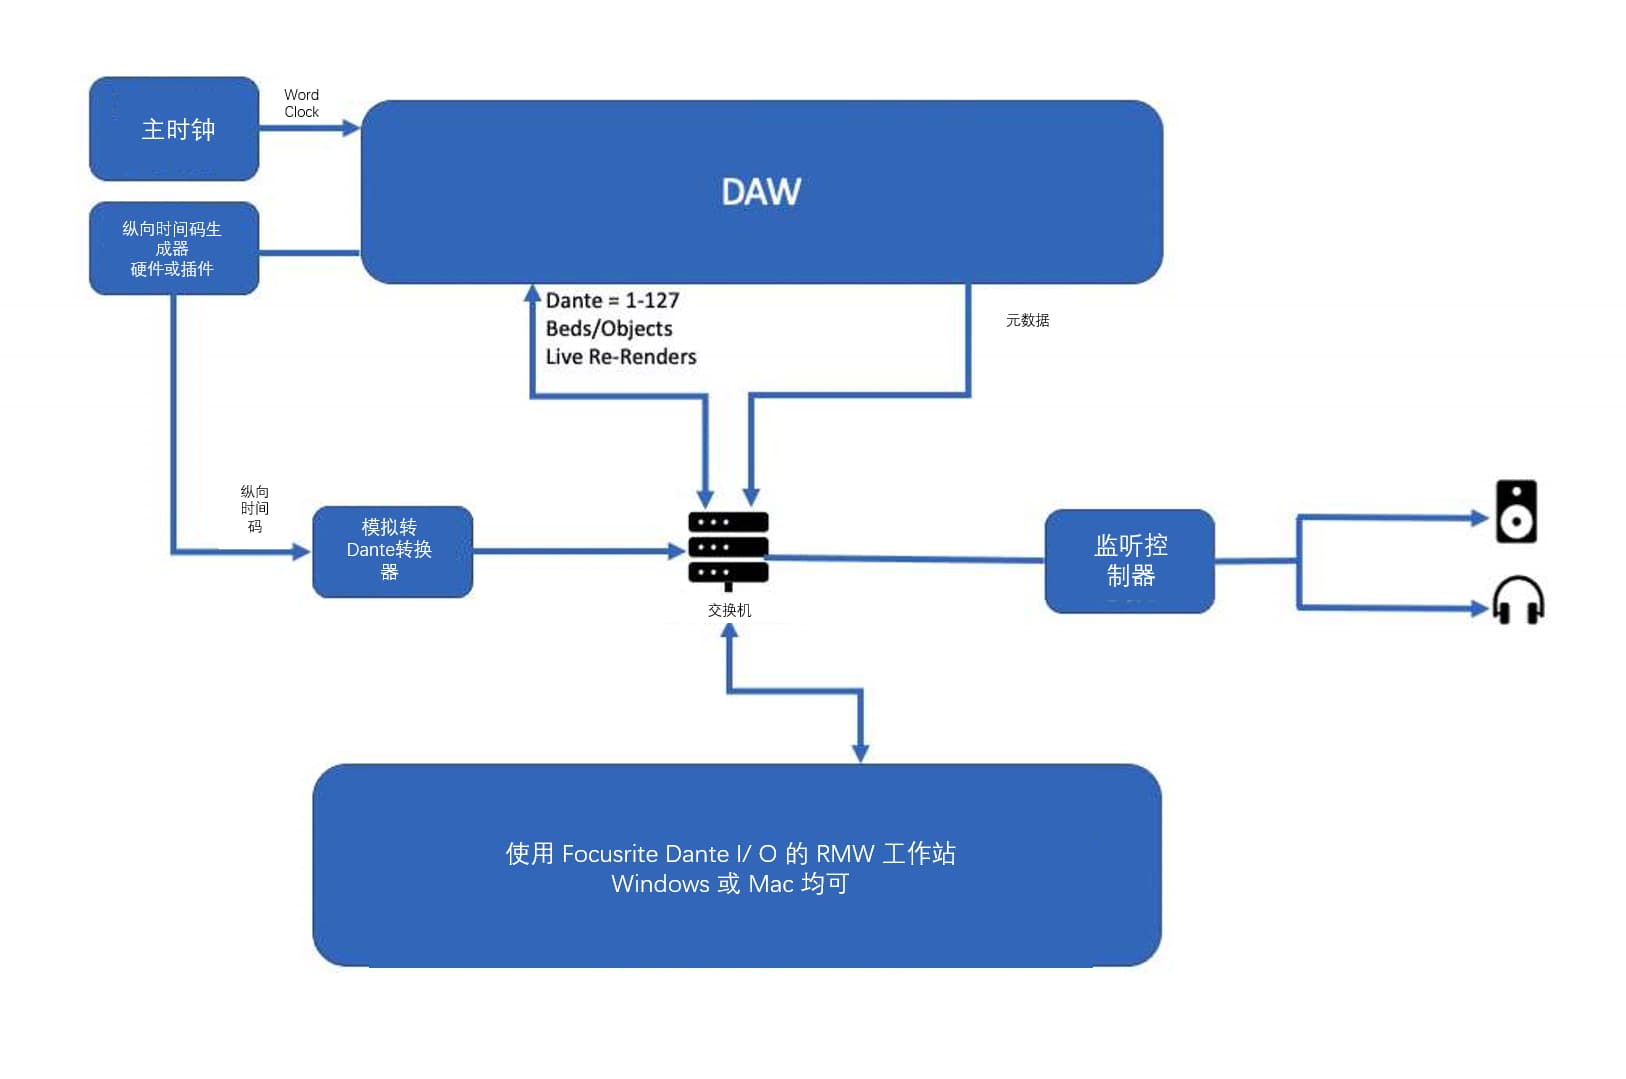 主时钟
Word
Clock
DAW
纵向时间码生
成器
硬件或插件
Dante = 1-127
Beds/Objects
Live Re-Renders
元数据
纵向
时间
码
模拟转
Dante转换
器
交换机
监听控
制器
使用 Focusrite Dante I/ O 的 RMW 工作站
Windows 或 Mac 均可